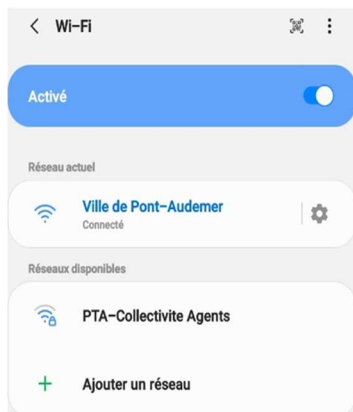 Wi-Fi
Activé
Réseau actuel
Ville de Pont-Audemer
Connecté
Réseaux disponibles
PTA-Collectivite Agents
Ajouter un réseau